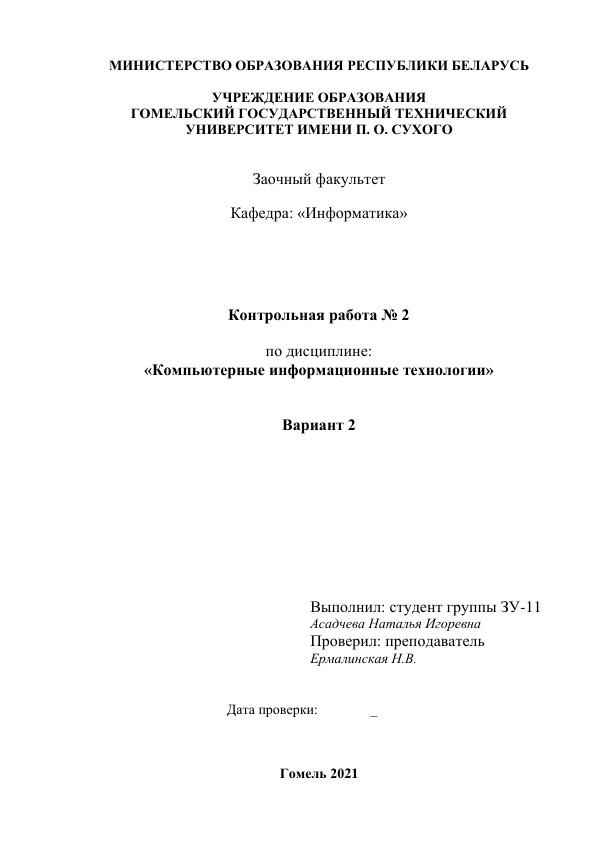 МИНИСТЕРСТВО ОБРАЗОВАНИЯ РЕСПУБЛИКИ БЕЛАРУСЬ
УЧРЕЖДЕНИЕ ОБРАЗОВАНИЯ
ГОМЕЛЬСКИЙ ГОСУДАРСТВЕННЫЙ ТЕХНИЧЕСКИЙ
УНИВЕРСИТЕТ ИМЕНИ П. О. СУХОГО
Заочный факультет
Кафедра: «Информатика»
Контрольная работа № 2
по дисциплине:
«Компьютерные информационные технологии»
Вариант 2
Выполнил: студент группы ЗУ-11
Асадчева Наталья Игоревна
Проверил: преподаватель
Ермалинская Н.В.
Дата проверки: _
Гомель 2021